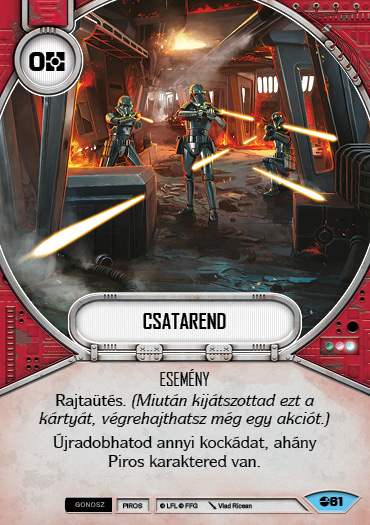 0
CSATAREND
ESEMÉNY
Rajtaütés. (Miután kijátszottad ezt a
kártyát, végrehajthatsz még egy akciót.)
Újradobhatod annyi kockádat, ahány
Piros karaktered van.
GONOSZ PIROS © LFL © FFG Vlad Ricean 61